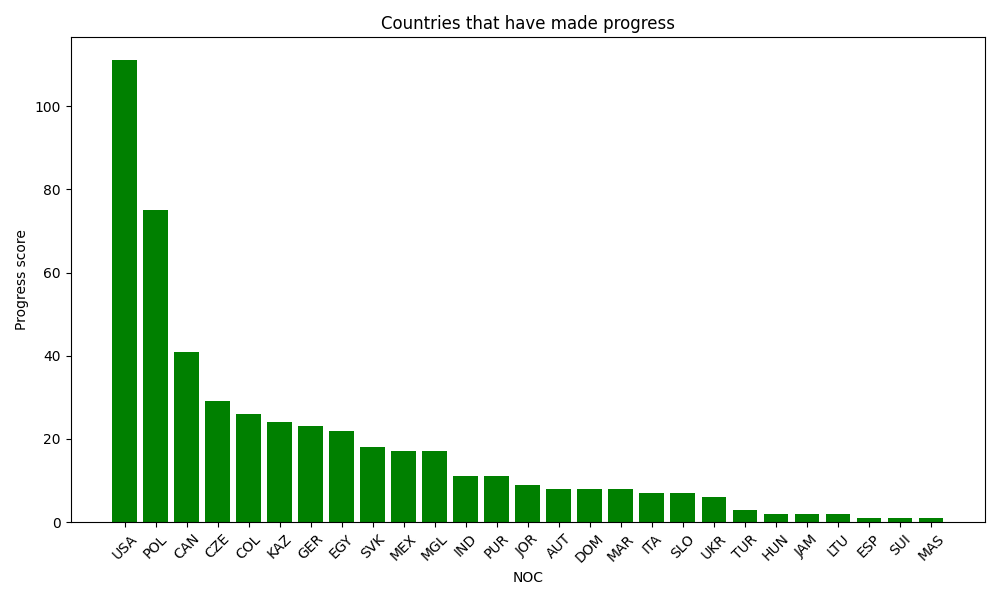 Countries that have made progress
Progress score
100
80
60
40
20
0
USA POL CAN CZE COL KAZ GER EGY SVK MEX MGL IND PUR JOR AUT DOM MAR ITA SLO UKR TUR HUN JAM LTU ESP SUI MAS
NOC